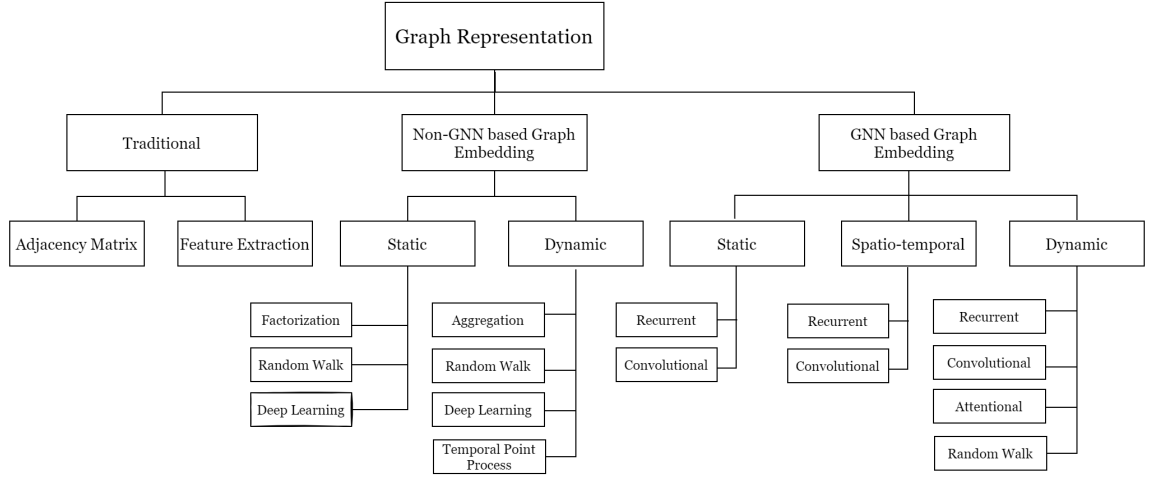 Graph Representation
Traditional
Non-GNN based Graph
Embedding
GNN based Graph
Embedding
Adjacency Matrix
Feature Extraction
Static
Dynamic
Static
Spatio-temporal
Dynamic
Factorization
Random Walk
Deep Learning
Aggregation
Random Walk
Deep Learning
Temporal Point
Process
Recurrent
Convolutional
Recurrent
Convolutional
Recurrent
Convolutional
Attentional
Random Walk